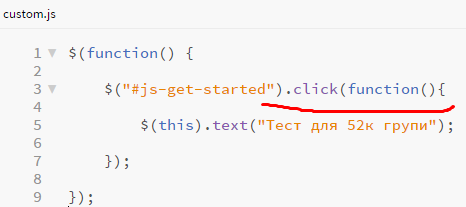 custom.js
1 $(function() {
2
3 $("#js-get-started").click(function(){
4
5 $(this).text("Тест для 52к групи");
6
7 });
8
9 });